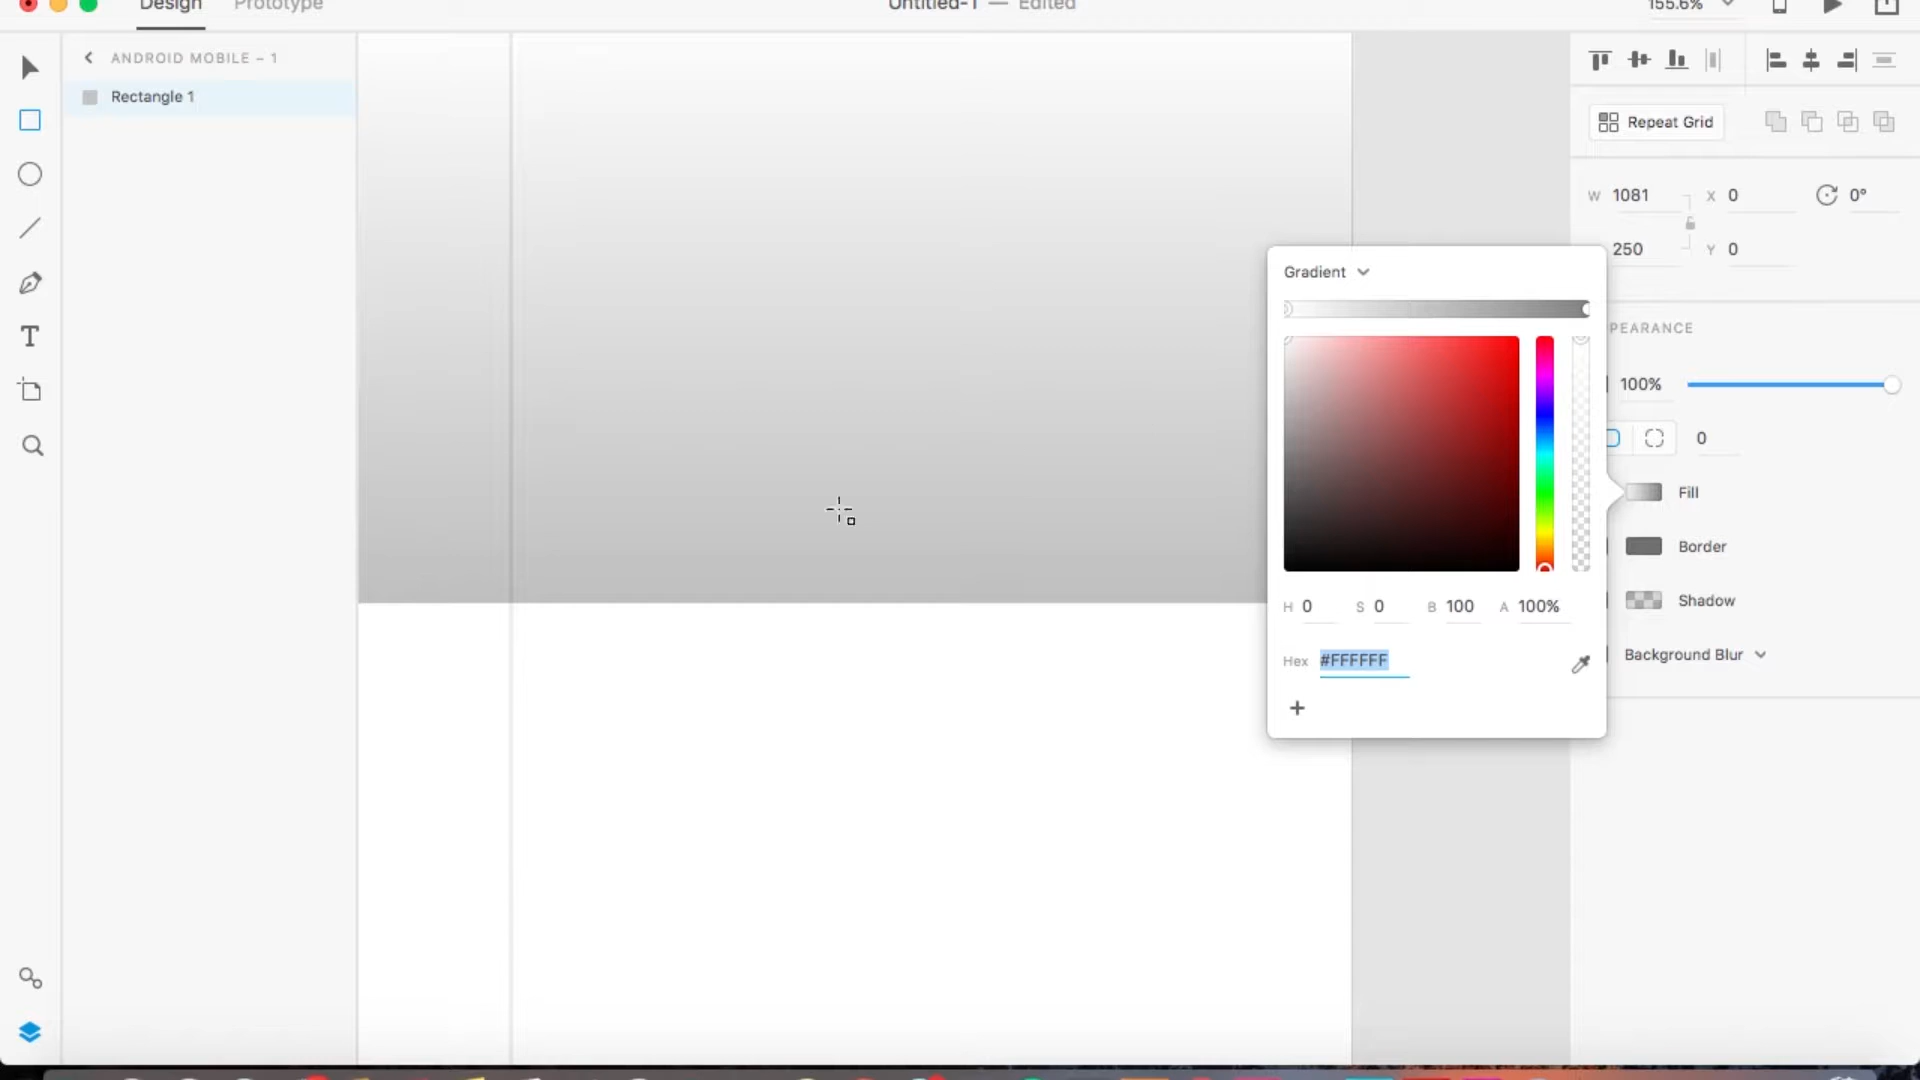 Design Prototype Untitled-1 — Edited 155.6%
ANDROID MOBILE – 1
Rectangle 1
Repeat Grid
W 1081 X 0 0°
250 Y 0
Gradient
PEARANCE
100%
0
Fill
Border
H 0 S 0 B 100 A 100%
Shadow
Hex #FFFFFF
Background Blur
T